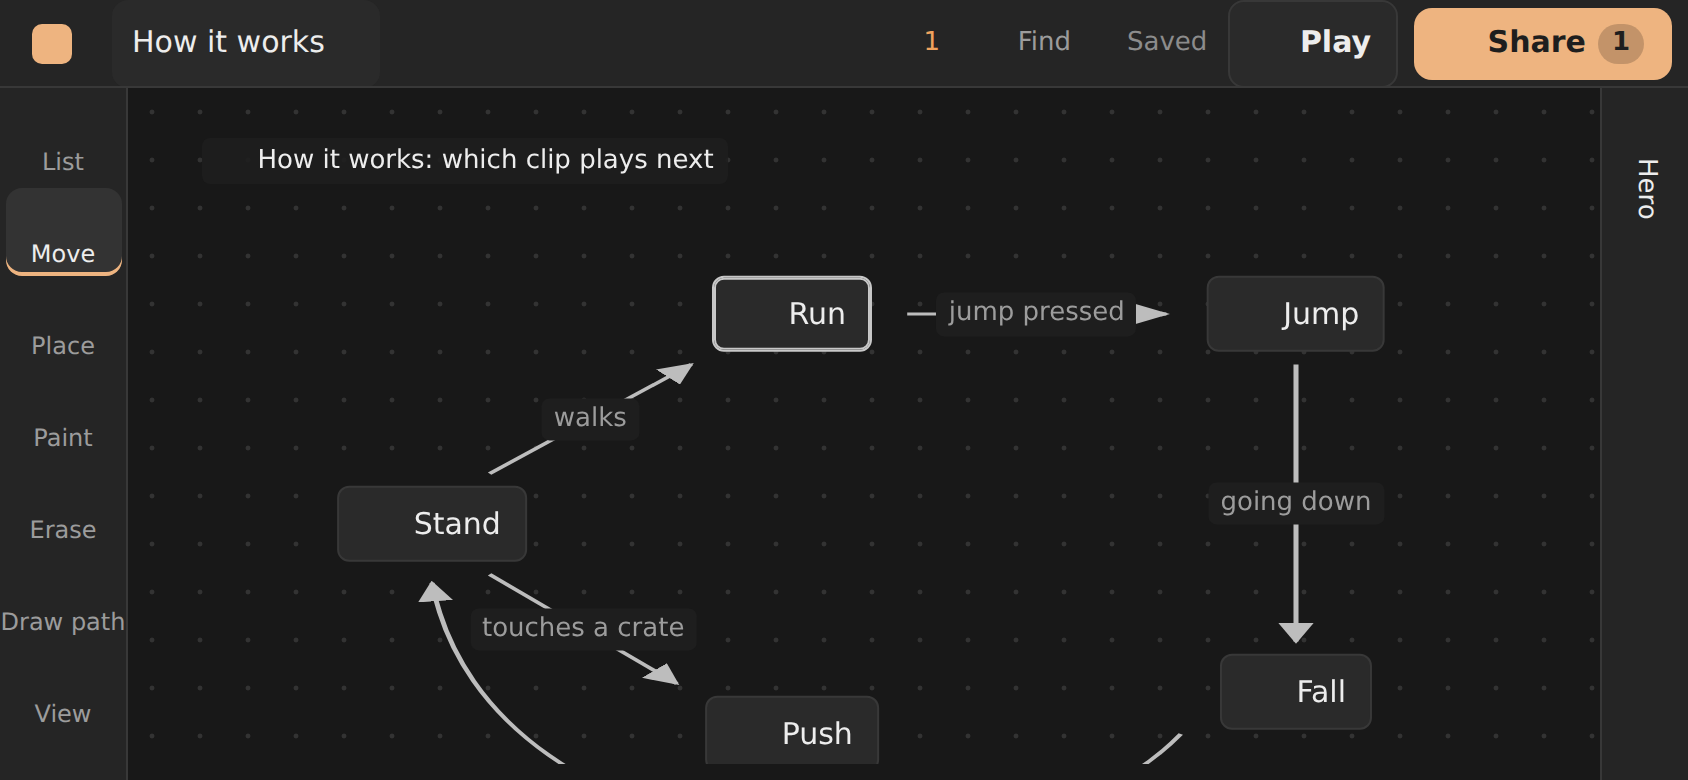 How it works
1
Find
Saved
Play
Share 1
List
Move
Place
Paint
Erase
Draw path
View
How it works: which clip plays next
Run
jump pressed
Jump
walks
going down
Stand
touches a crate
Fall
Push
Hero